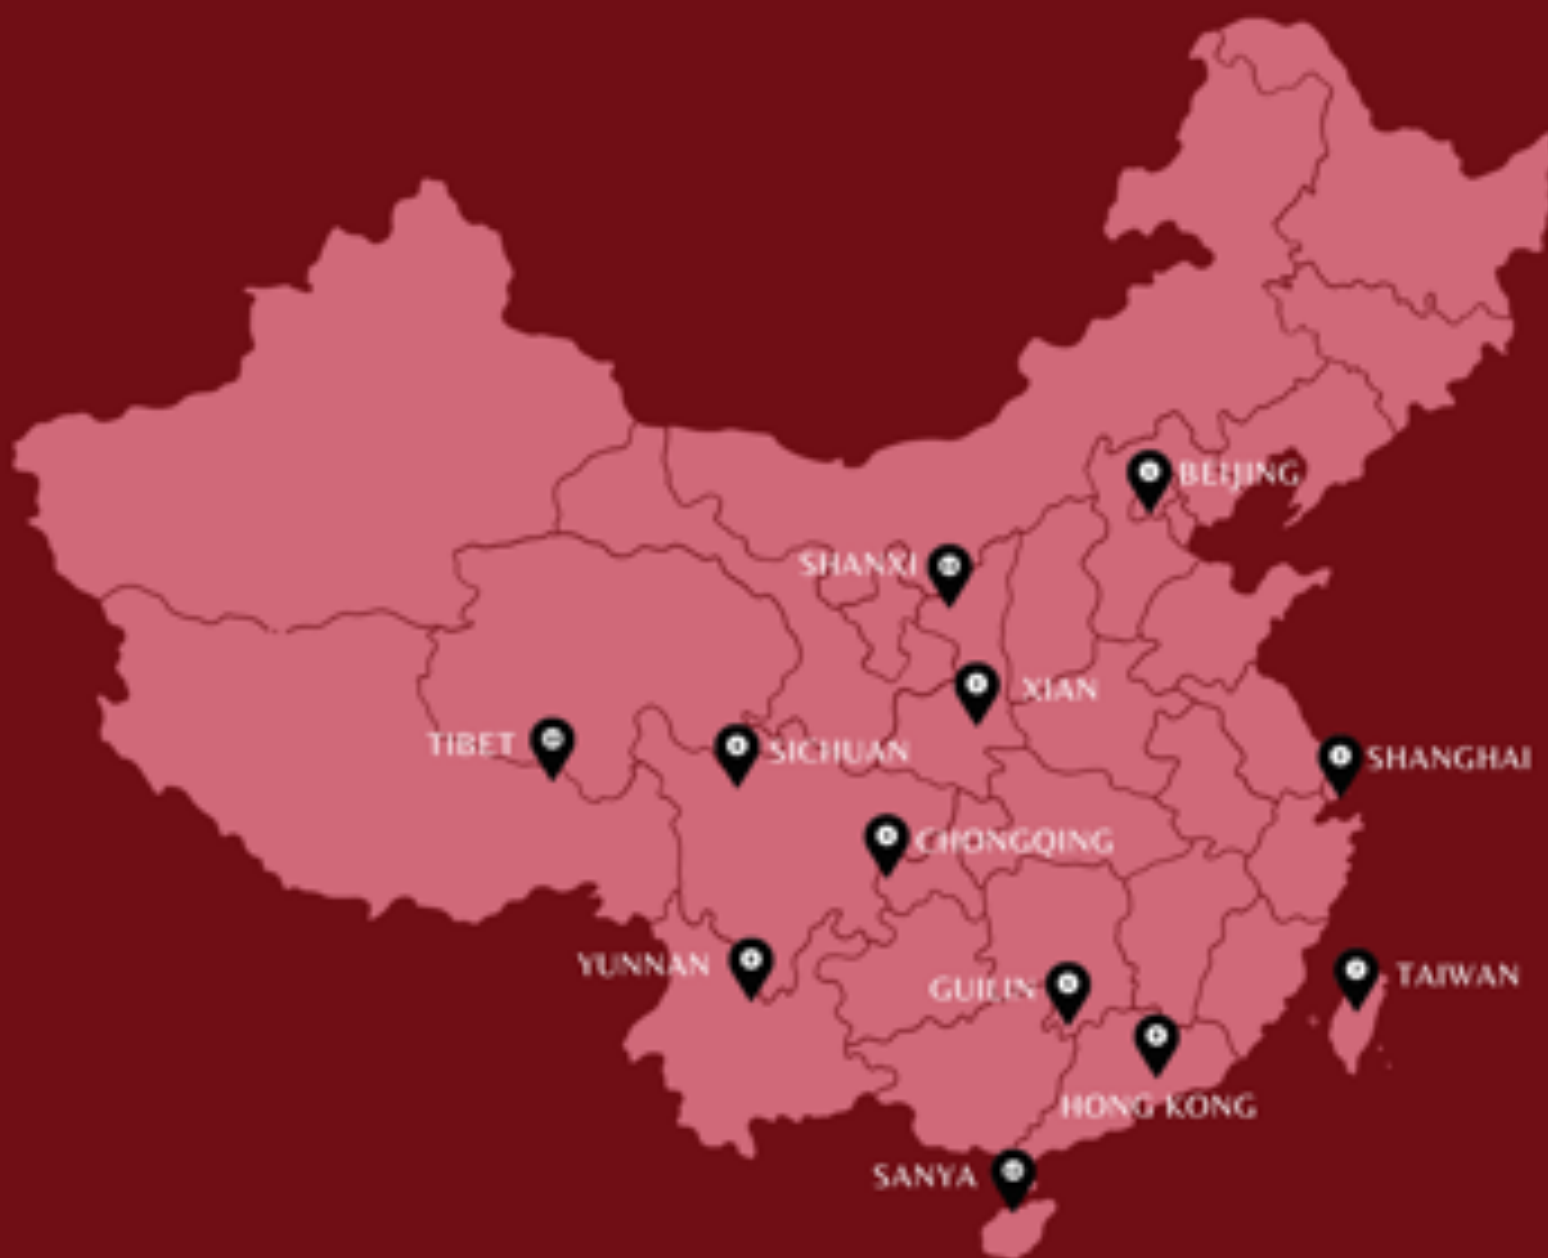 BEIJING
SHANXI
XIAN
TIBET
SICHUAN
SHANGHAI
CHONGQING
YUNNAN
GUILIN
TAIWAN
HONG KONG
SANYA